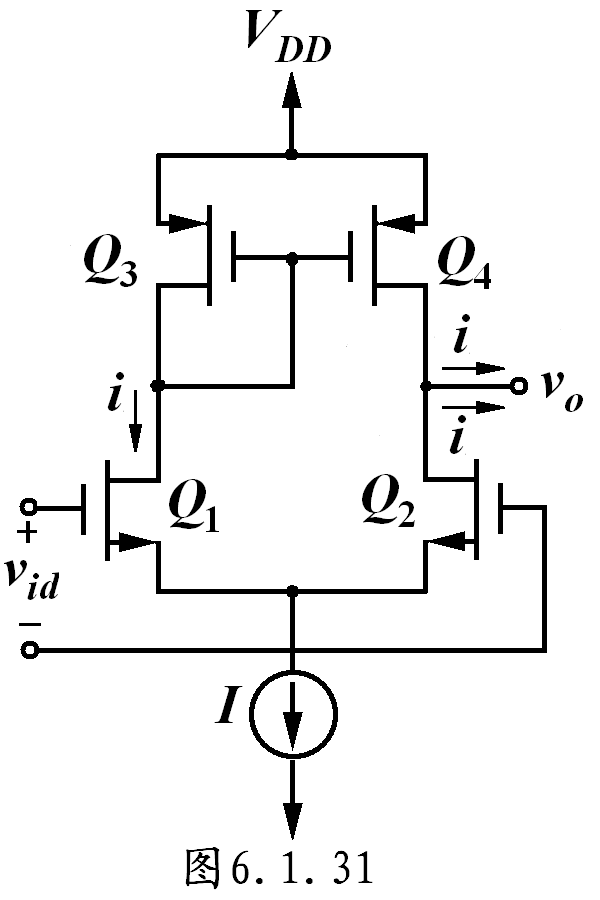 V_DD
Q_3
Q_4
i
i
v_o
i
Q_1
Q_2
+
v_id
−
I
图6.1.31